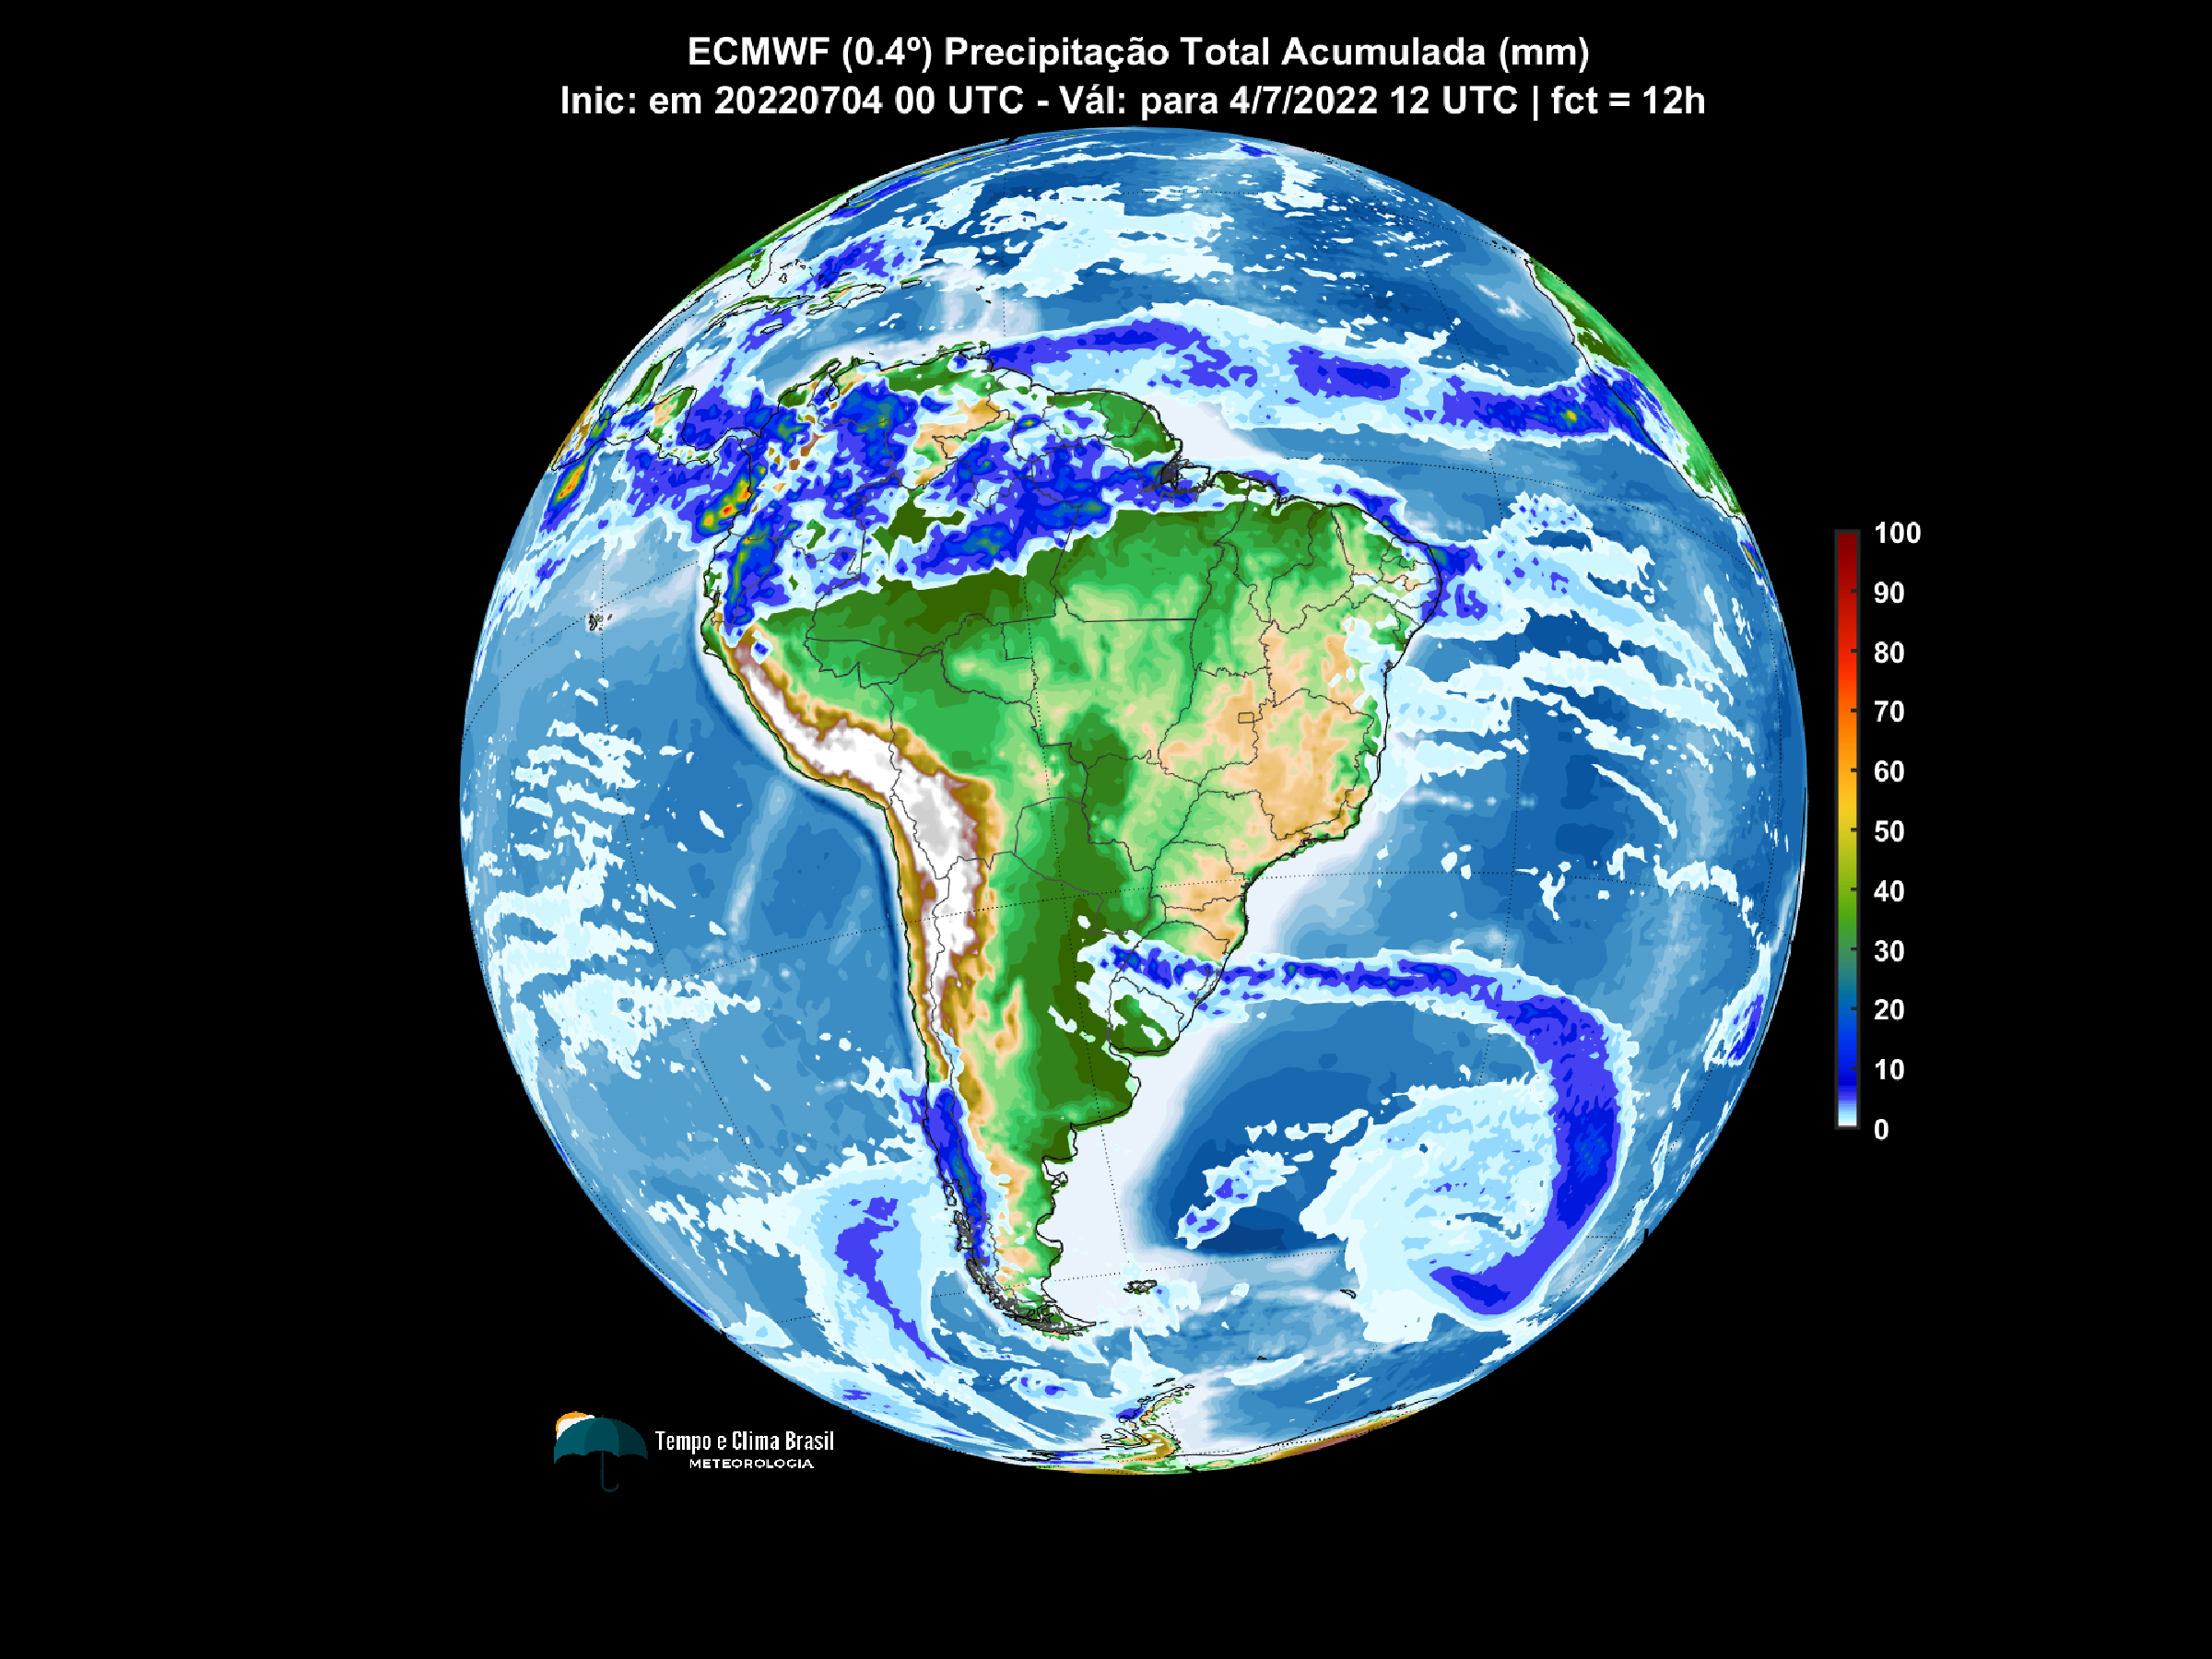 ECMWF (0.4º) Precipitação Total Acumulada (mm)
Inic: em 20220704 00 UTC - Vál: para 4/7/2022 12 UTC | fct = 12h
100
90
80
70
60
50
40
30
20
10
0
Tempo e Clima Brasil
METEOROLOGIA